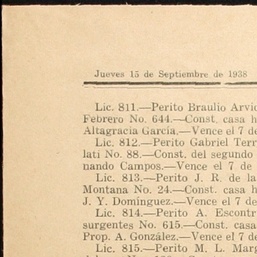 Jueves 15 de Septiembre de 1938
Lic. 811.—Perito Braulio Arvi
Febrero No. 644.—Const. casa h
Altagracia García.—Vence el 7 de
Lic. 812.—Perito Gabriel Terr
lati No. 88.—Const. del segundo
nando Campos.—Vence el 7 de
Lic. 813.—Perito J. R. de la
Montana No. 24.—Const. casa h
J. Y. Domínguez.—Vence el 7 de
Lic. 814.—Perito A. Escontr
surgentes No. 615.—Const. casa
Prop. A. González.—Vence el 7 de
Lic. 815.—Perito M. L. Marg